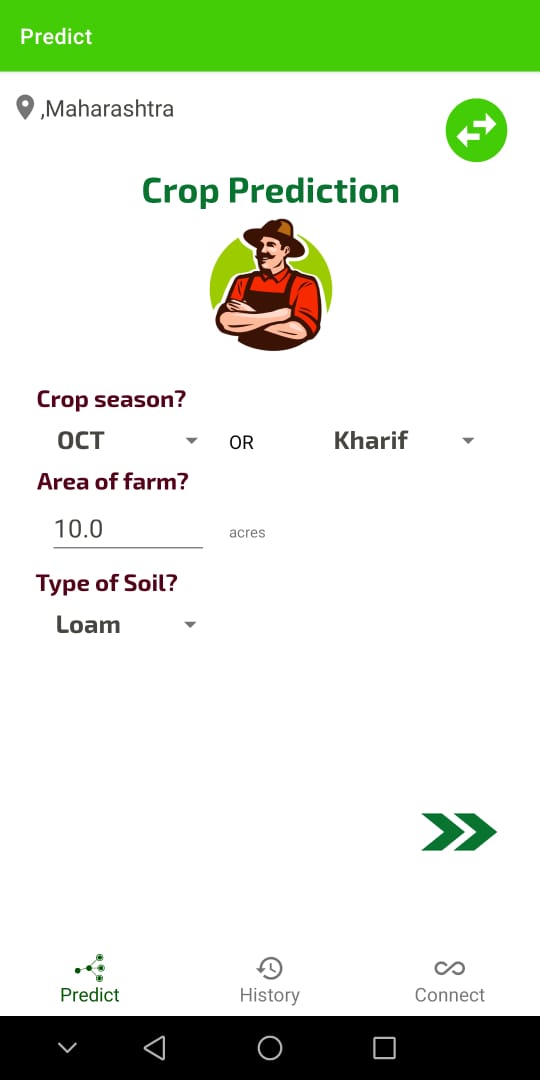 Predict
,Maharashtra
Crop Prediction
Crop season?
OCT OR Kharif
Area of farm?
10.0 acres
Type of Soil?
Loam
Predict History Connect